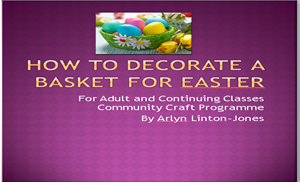 HOW TO DECORATE A
BASKET FOR EASTER
For Adult and Continuing Classes
Community Craft Programme
By Arlyn Linton-Jones